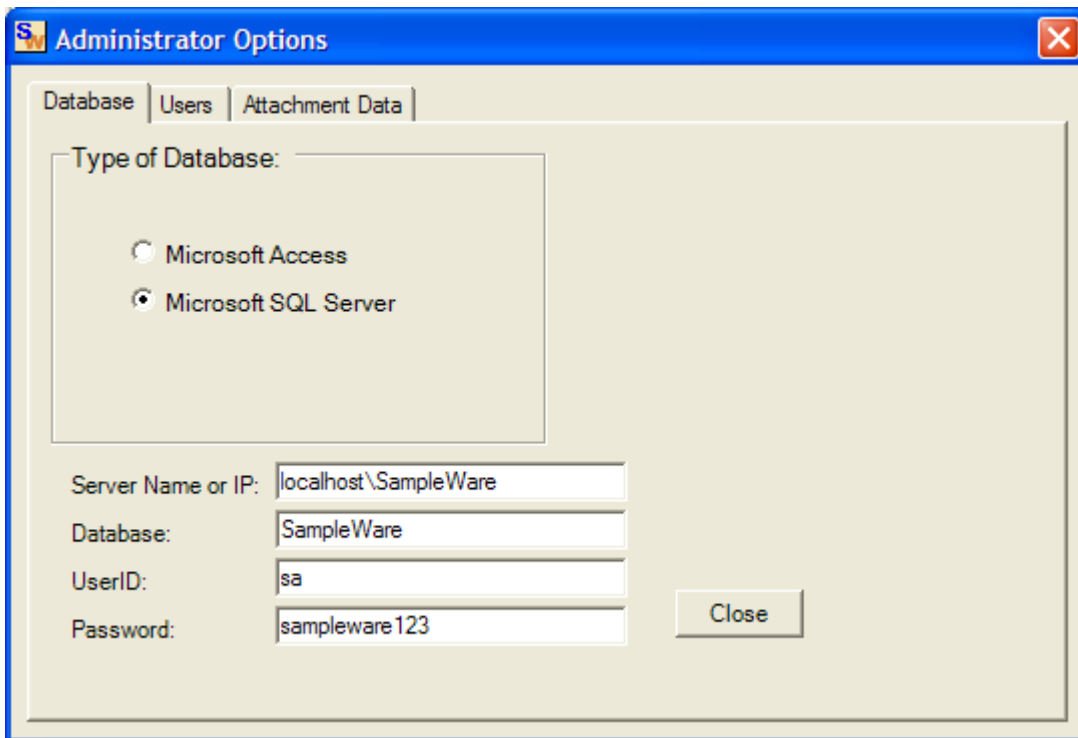 SW Administrator Options
Database Users Attachment Data
Type of Database:
Microsoft Access
Microsoft SQL Server
Server Name or IP: localhost\SampleWare
Database: SampleWare
UserID: sa
Password: sampleware123
Close